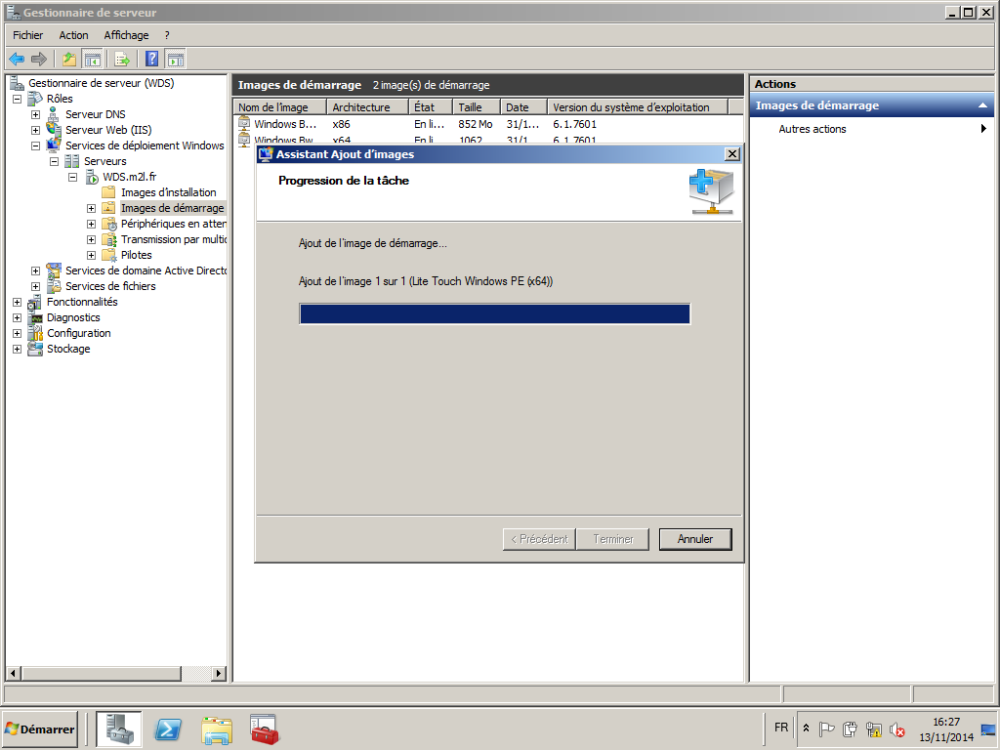 Gestionnaire de serveur
Fichier Action Affichage ?
Gestionnaire de serveur (WDS)
Rôles
Serveur DNS
Serveur Web (IIS)
Services de déploiement Windows
Serveurs
WDS.m2l.fr
Images d'installation
Images de démarrage
Périphériques en atten
Transmission par multic
Pilotes
Services de domaine Active Directo
Services de fichiers
Fonctionnalités
Diagnostics
Configuration
Stockage
Images de démarrage 2 image(s) de démarrage
Nom de l'image Architecture État Taille Date Version du système d'exploitation
Windows B... x86 En li... 852 Mo 31/1... 6.1.7601
Windows Bw x64 En li 1062 31/1 6.1.7601
Assistant Ajout d'images
Progression de la tâche
Ajout de l'image de démarrage...
Ajout de l'image 1 sur 1 (Lite Touch Windows PE (x64))
< Précédent Terminer Annuler
Actions
Images de démarrage
Autres actions
Démarrer
FR
16:27
13/11/2014